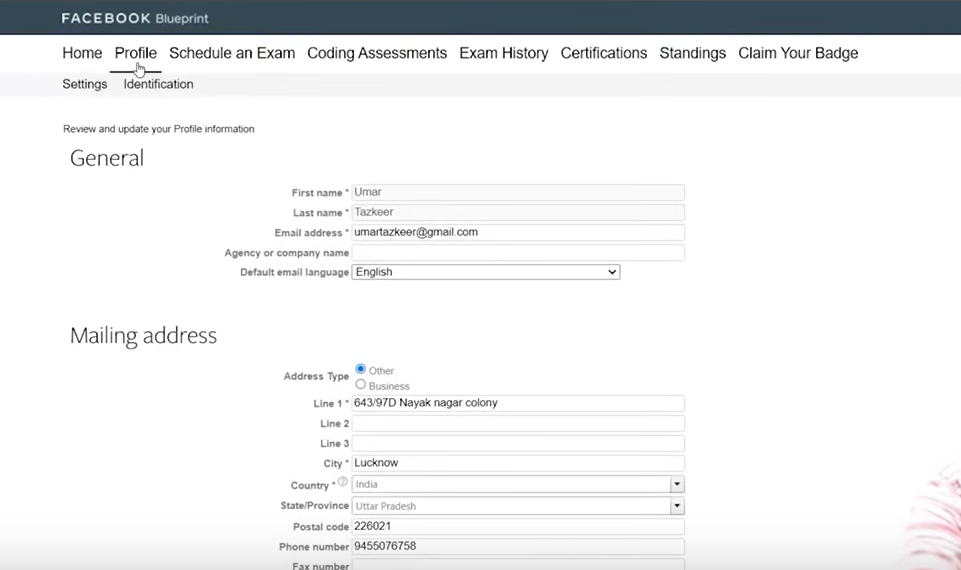 FACEBOOK Blueprint
Home Profile Schedule an Exam Coding Assessments Exam History Certifications Standings Claim Your Badge
Settings Identification
Review and update your Profile information
General
First name * Umar
Last name * Tazkeer
Email address * umartazkeer@gmail.com
Agency or company name
Default email language English
Mailing address
Address Type Other
Business
Line 1 * 643/97D Nayak nagar colony
Line 2
Line 3
City * Lucknow
Country * ? India
State/Province Uttar Pradesh
Postal code 226021
Phone number 9455076758
Fax number